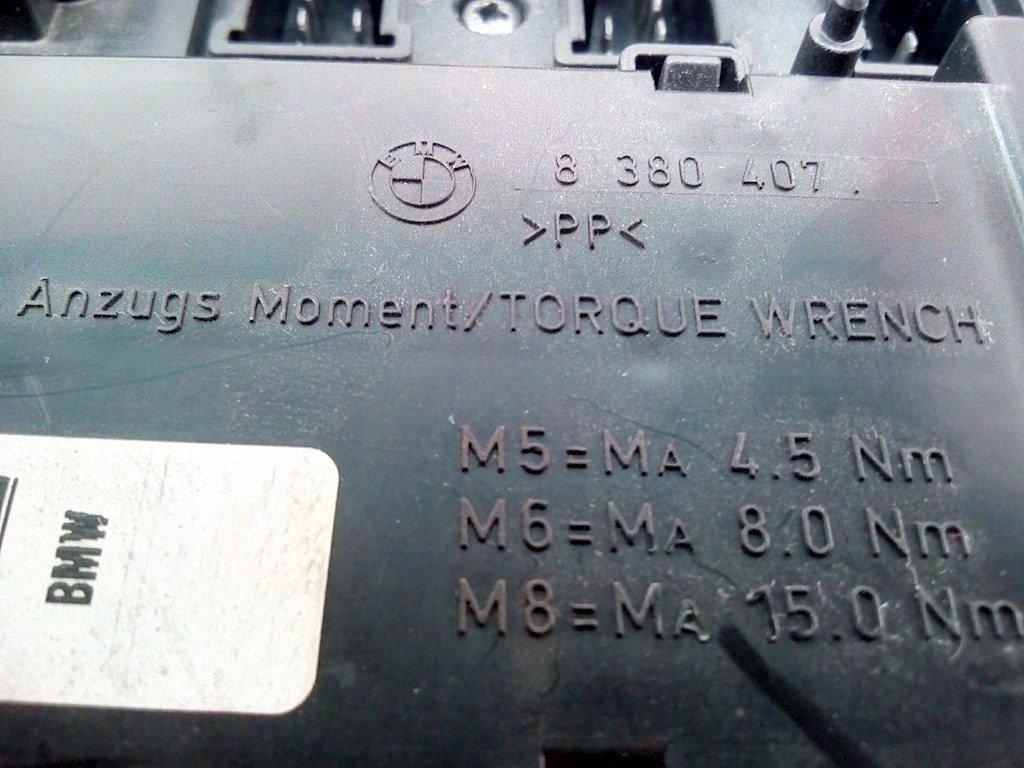 BMW
8 380 407.
>PP<
Anzugs Moment/TORQUE WRENCH
M5=MA 4.5 Nm
M6=MA 8.0 Nm
M8=MA 15.0 Nm
BMW